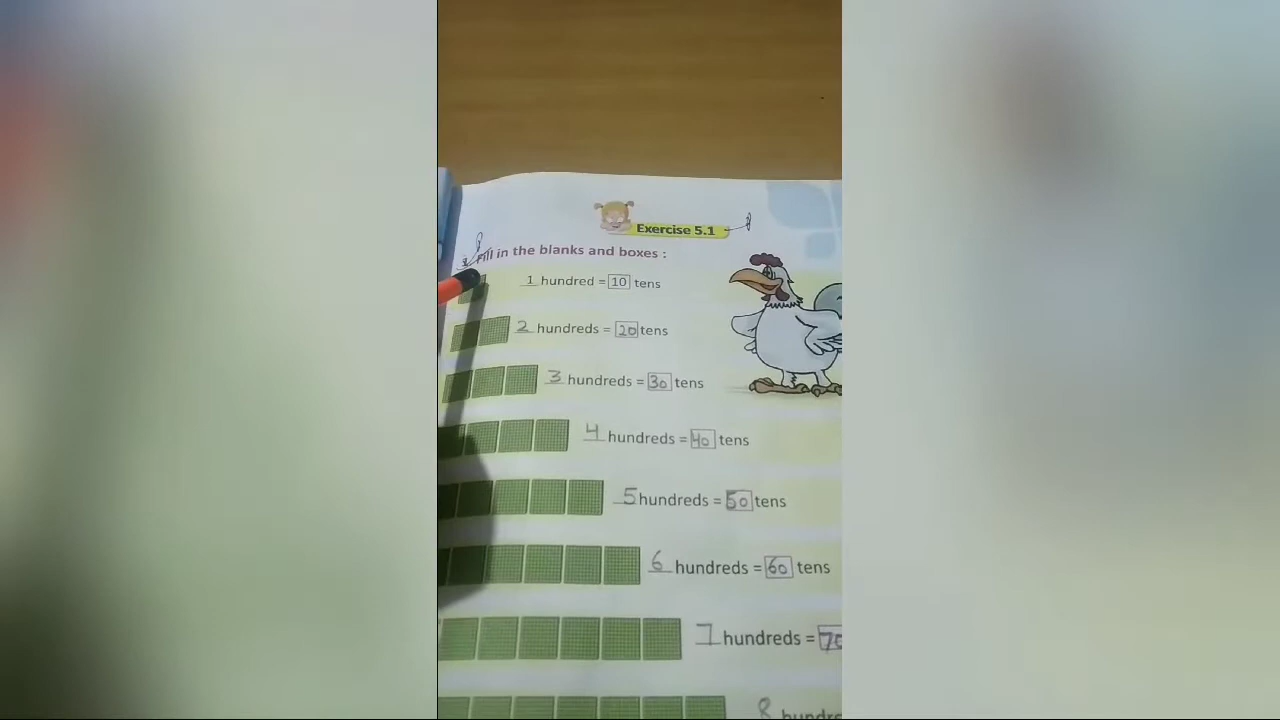 Exercise 5.1
Fill in the blanks and boxes :
1 hundred = 10 tens
2 hundreds = 20 tens
3 hundreds = 30 tens
4 hundreds = 40 tens
5 hundreds = 50 tens
6 hundreds = 60 tens
7 hundreds = 70
8